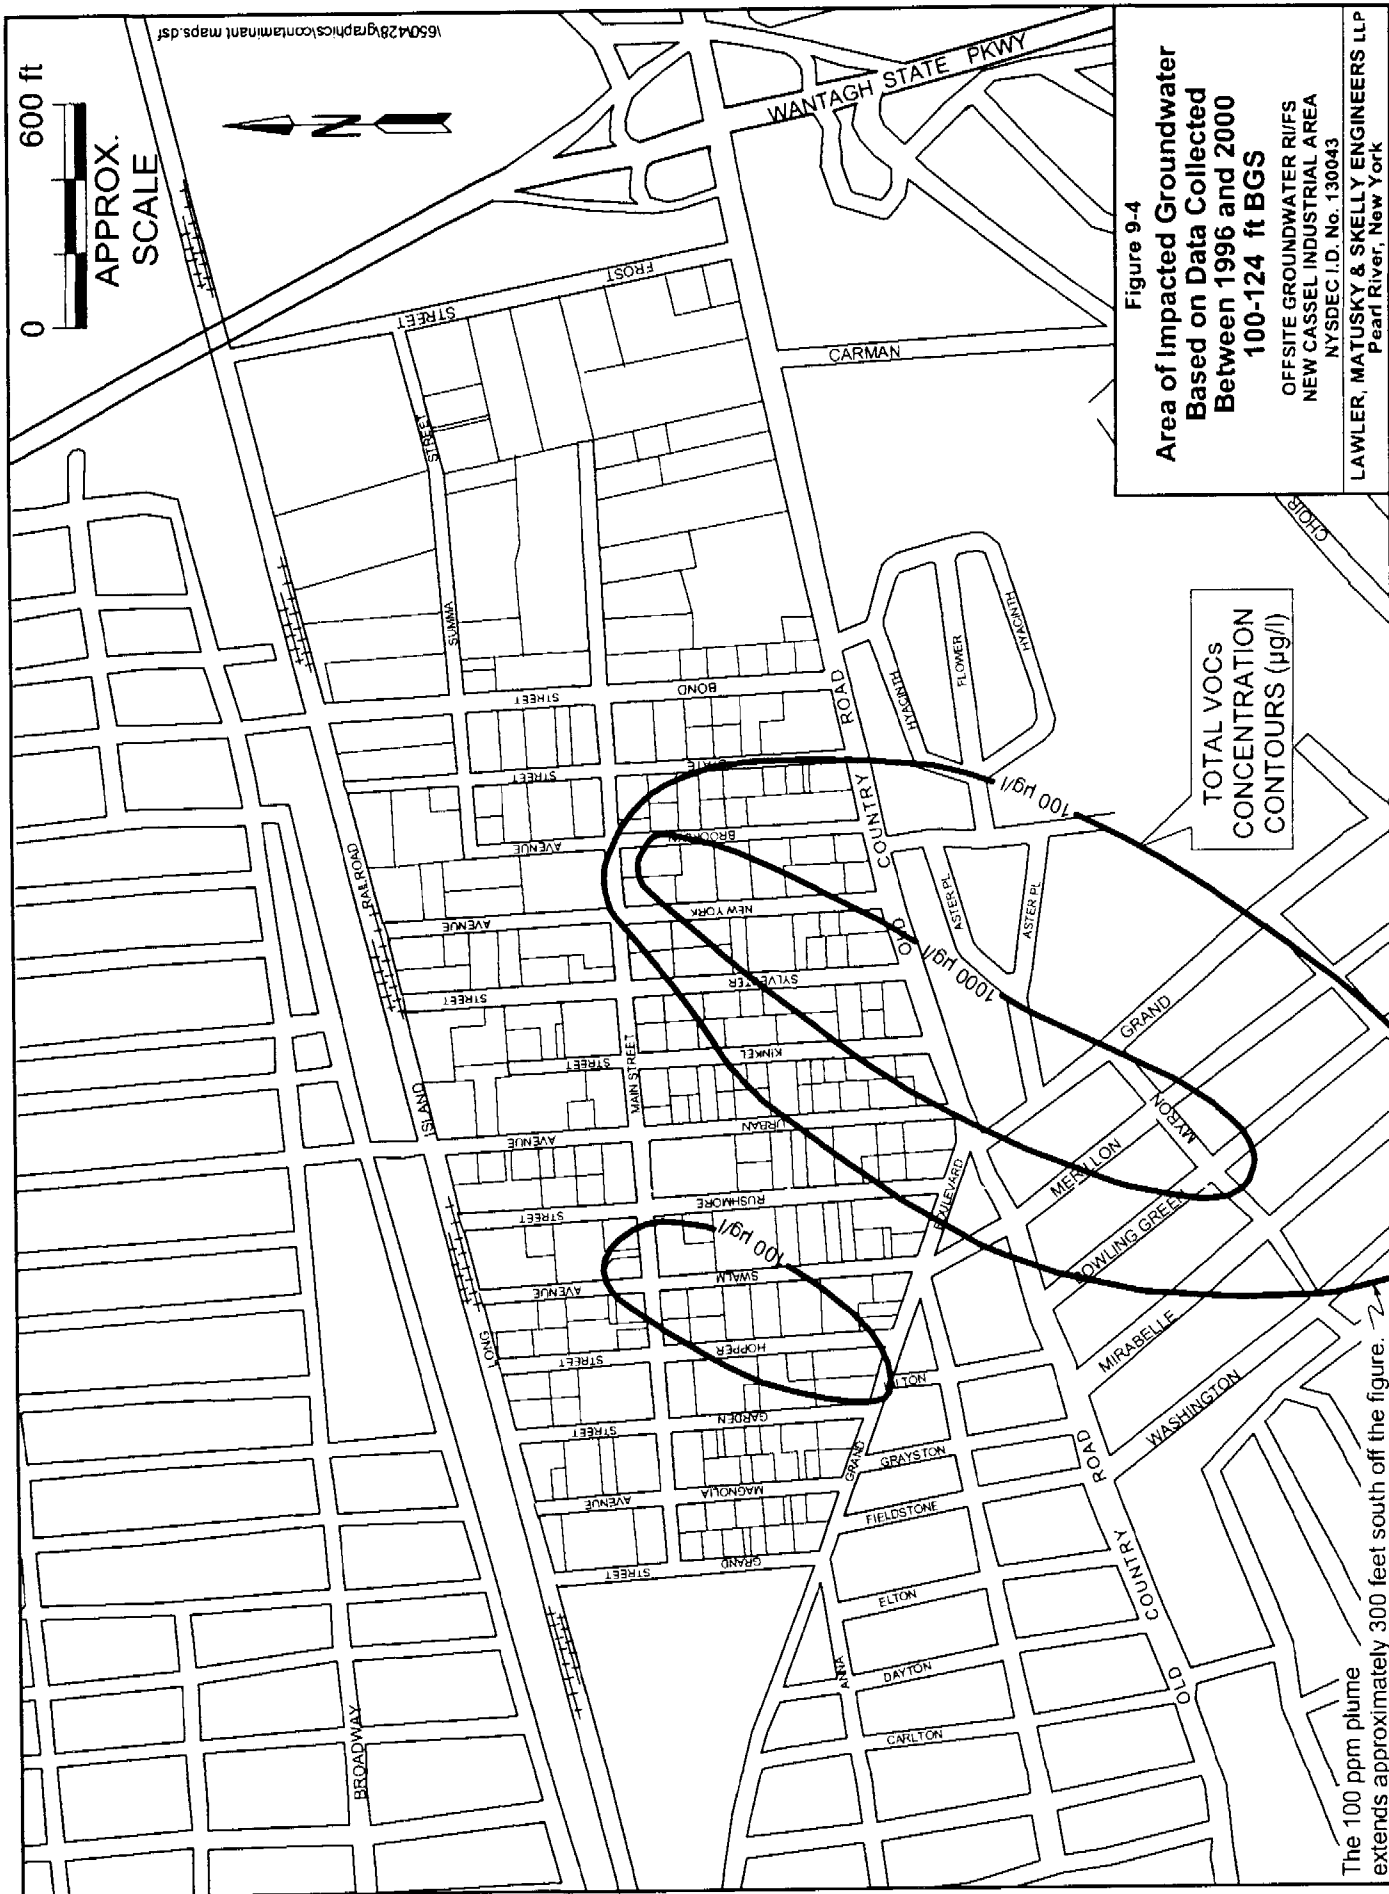 \650\428\graphics\contaminant maps.dsf
0 600 ft
APPROX.
SCALE
N
WANTAGH STATE PKWY
FROST
STREET
CARMAN
STREET
SUMMA
BOND
STREET
STATE
STREET
BROOKLYN
AVENUE
NEW YORK
AVENUE
SYLVESTER
STREET
KINKEL
STREET
MAIN STREET
URBAN
AVENUE
RUSHMORE
STREET
SWALM
AVENUE
HOPPER
STREET
GARDEN
STREET
MAGNOLIA
AVENUE
GRAND
STREET
LONG
ISLAND
RAILROAD
BROADWAY
OLD
COUNTRY
ROAD
HYACINTH
FLOWER
HYACINTH
ASTER PL
ASTER PL
CHOIR
GRAND
BOULEVARD
MERILLON
MYRON
BOWLING GREEN
MIRABELLE
WASHINGTON
GRAND
GRAYSTON
FIELDSTONE
ELTON
ANNA
DAYTON
CARLTON
OLD
COUNTRY
ROAD
100 µg/l
1000 µg/l
100 µg/l
TOTAL VOCs
CONCENTRATION
CONTOURS (µg/l)
The 100 ppm plume
extends approximately 300 feet south off the figure.
Figure 9-4
Area of Impacted Groundwater
Based on Data Collected
Between 1996 and 2000
100-124 ft BGS
OFFSITE GROUNDWATER RI/FS
NEW CASSEL INDUSTRIAL AREA
NYSDEC I.D. No. 130043
LAWLER, MATUSKY & SKELLY ENGINEERS LLP
Pearl River, New York